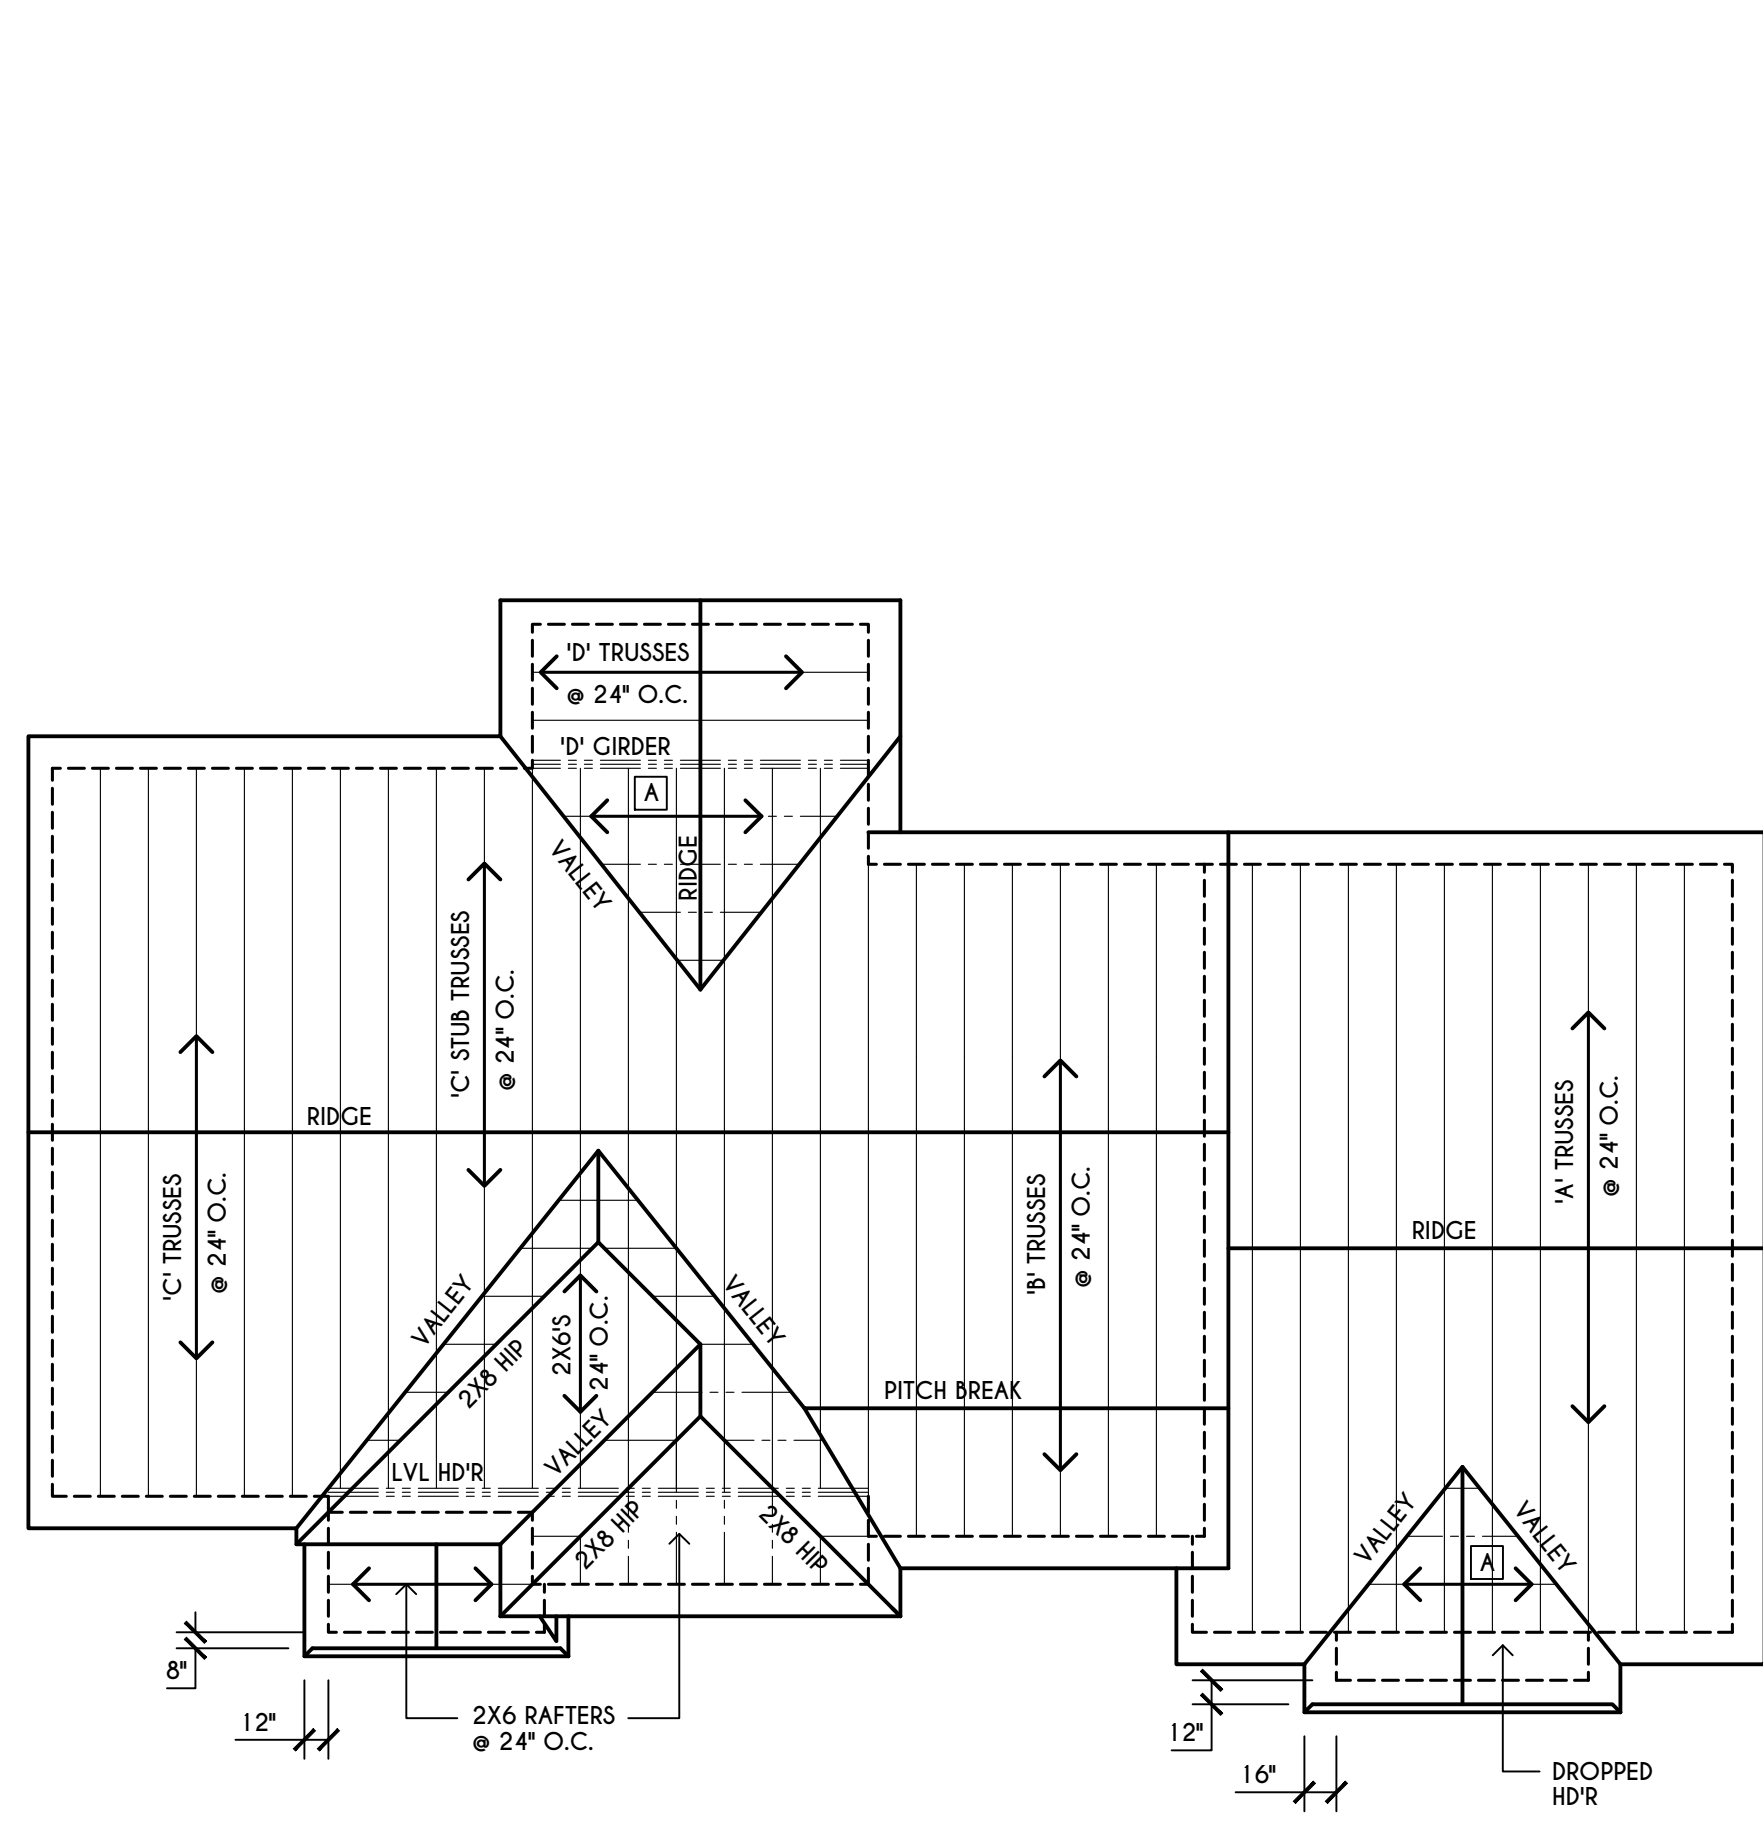 'D' TRUSSES
@ 24" O.C.
'D' GIRDER
A
RIDGE
VALLEY
'C' STUB TRUSSES
@ 24" O.C.
RIDGE
'C' TRUSSES
@ 24" O.C.
'B' TRUSSES
@ 24" O.C.
'A' TRUSSES
@ 24" O.C.
RIDGE
VALLEY
2X8 HIP
2X6'S
24" O.C.
VALLEY
VALLEY
PITCH BREAK
LVL HD'R
2X8 HIP
2X8 HIP
VALLEY
VALLEY
A
8"
12"
2X6 RAFTERS
@ 24" O.C.
12"
16"
DROPPED
HD'R